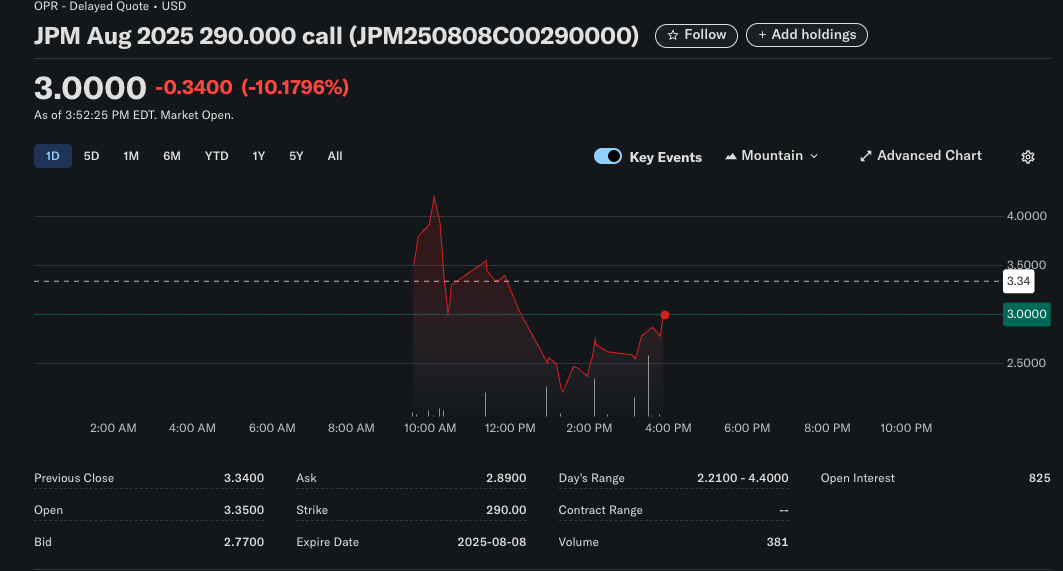 OPR - Delayed Quote • USD
JPM Aug 2025 290.000 call (JPM250808C00290000)
Follow
+ Add holdings
3.0000 -0.3400 (-10.1796%)
As of 3:52:25 PM EDT. Market Open.
1D 5D 1M 6M YTD 1Y 5Y All
Key Events
Mountain
Advanced Chart
4.0000
3.5000
3.34
3.0000
2.5000
2:00 AM 4:00 AM 6:00 AM 8:00 AM 10:00 AM 12:00 PM 2:00 PM 4:00 PM 6:00 PM 8:00 PM 10:00 PM
Previous Close 3.3400 Ask 2.8900 Day's Range 2.2100 - 4.4000 Open Interest 825
Open 3.3500 Strike 290.00 Contract Range --
Bid 2.7700 Expire Date 2025-08-08 Volume 381